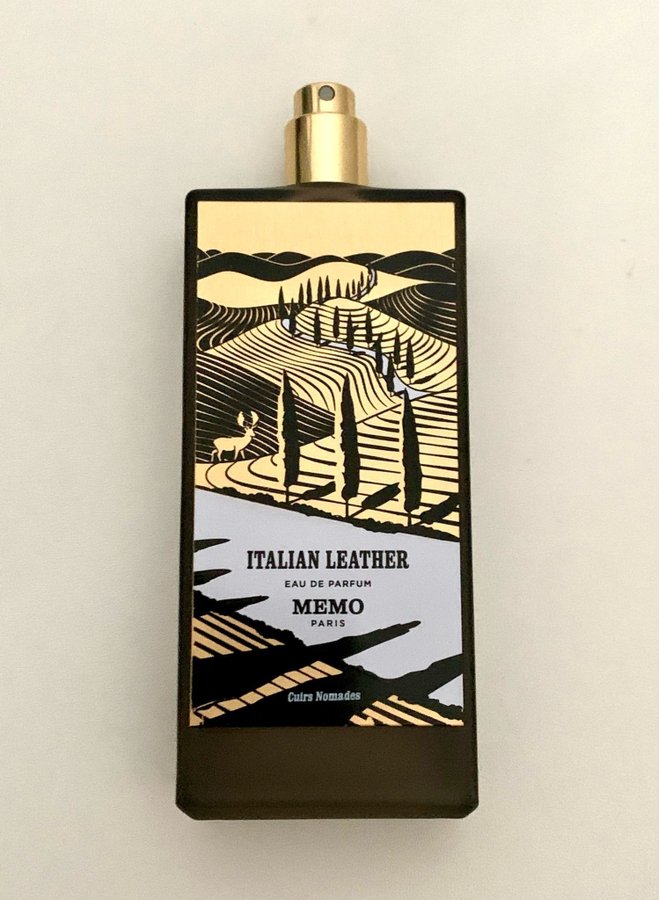 ITALIAN LEATHER
EAU DE PARFUM
MEMO
PARIS
Cuirs Nomades